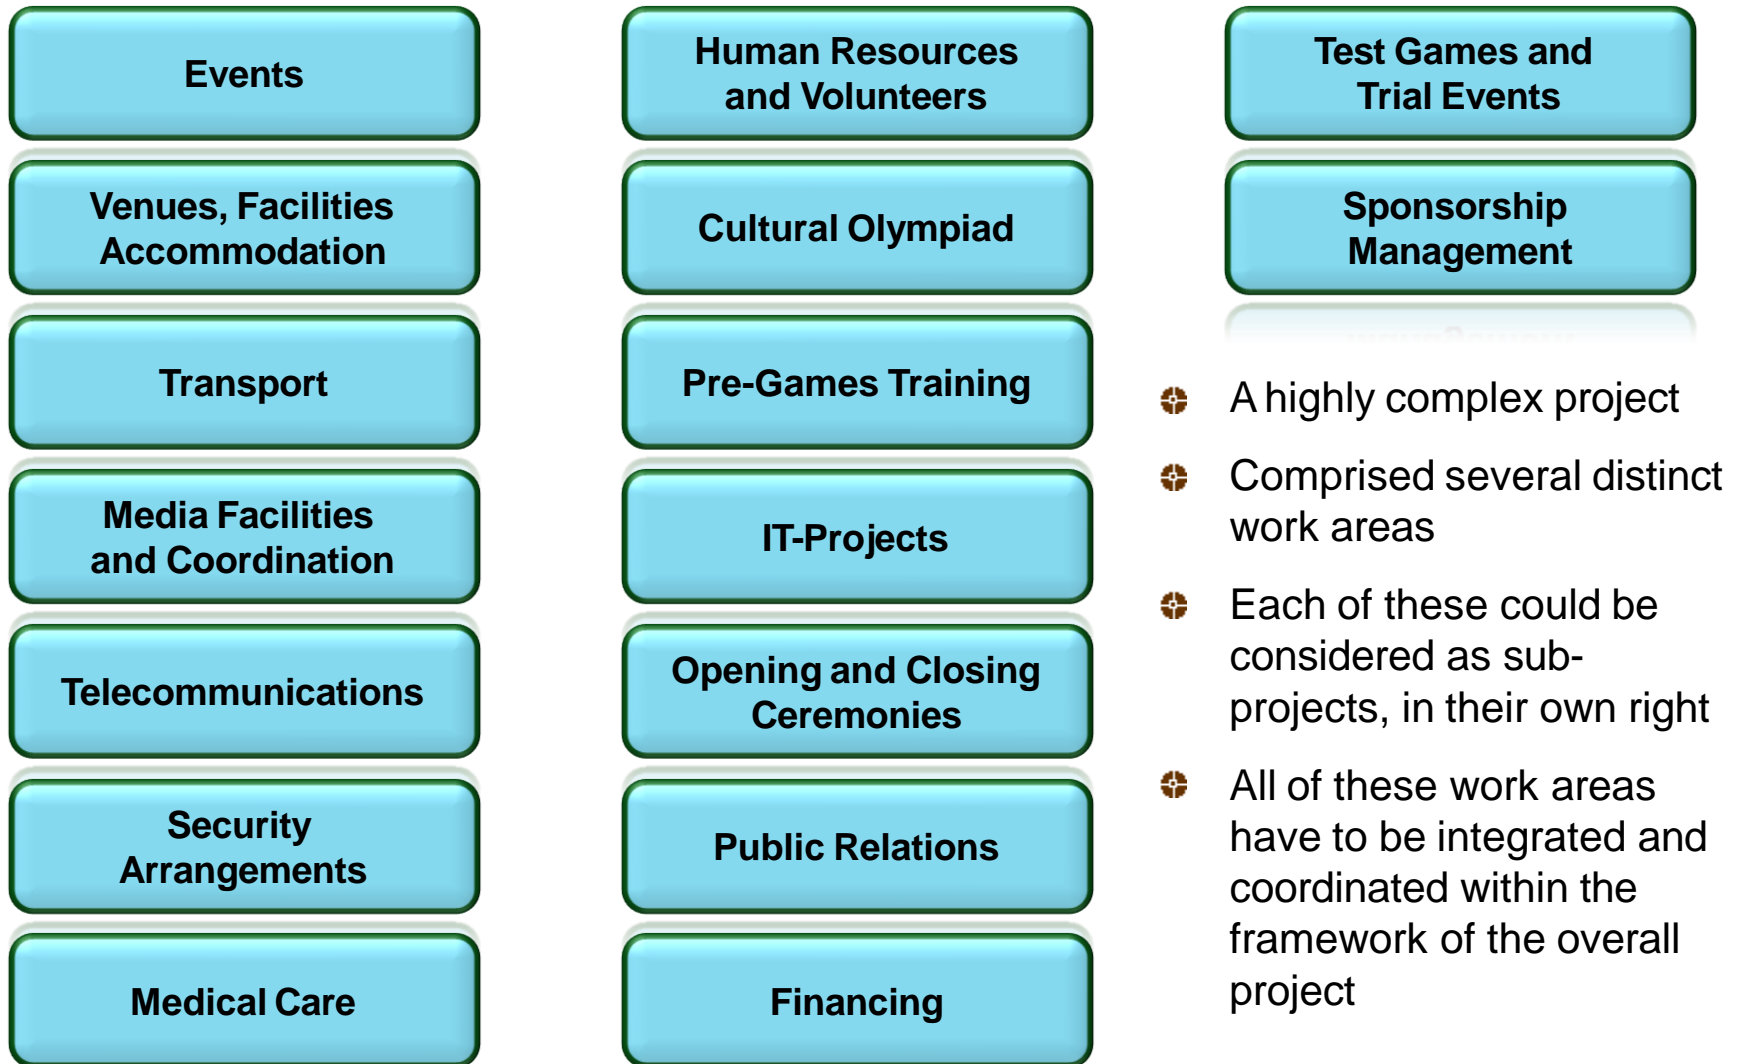 Events
Venues, Facilities
Accommodation
Transport
Media Facilities
and Coordination
Telecommunications
Security
Arrangements
Medical Care
Human Resources
and Volunteers
Cultural Olympiad
Pre-Games Training
IT-Projects
Opening and Closing
Ceremonies
Public Relations
Financing
Test Games and
Trial Events
Sponsorship
Management
A highly complex project
Comprised several distinct
work areas
Each of these could be
considered as sub-
projects, in their own right
All of these work areas
have to be integrated and
coordinated within the
framework of the overall
project